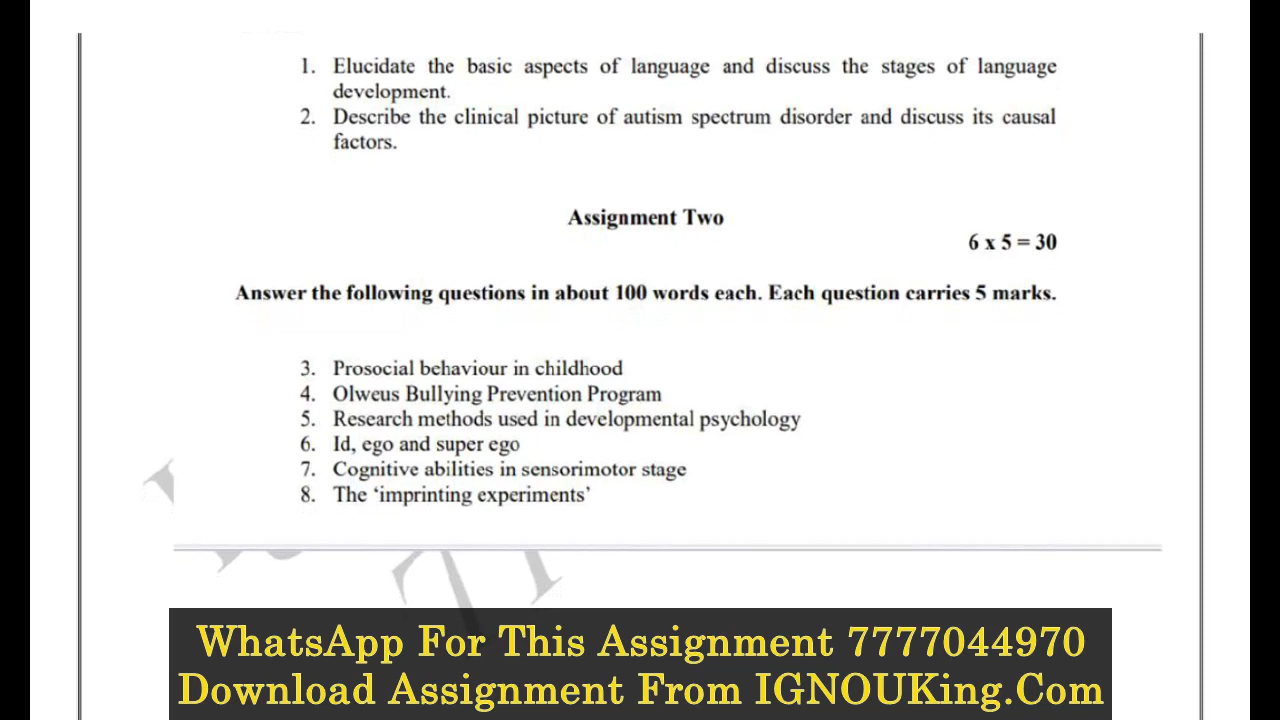 1. Elucidate the basic aspects of language and discuss the stages of language
development.
2. Describe the clinical picture of autism spectrum disorder and discuss its causal
factors.
Assignment Two
6 x 5 = 30
Answer the following questions in about 100 words each. Each question carries 5 marks.
3. Prosocial behaviour in childhood
4. Olweus Bullying Prevention Program
5. Research methods used in developmental psychology
6. Id, ego and super ego
7. Cognitive abilities in sensorimotor stage
8. The ‘imprinting experiments’
WhatsApp For This Assignment 7777044970
Download Assignment From IGNOUKing.Com